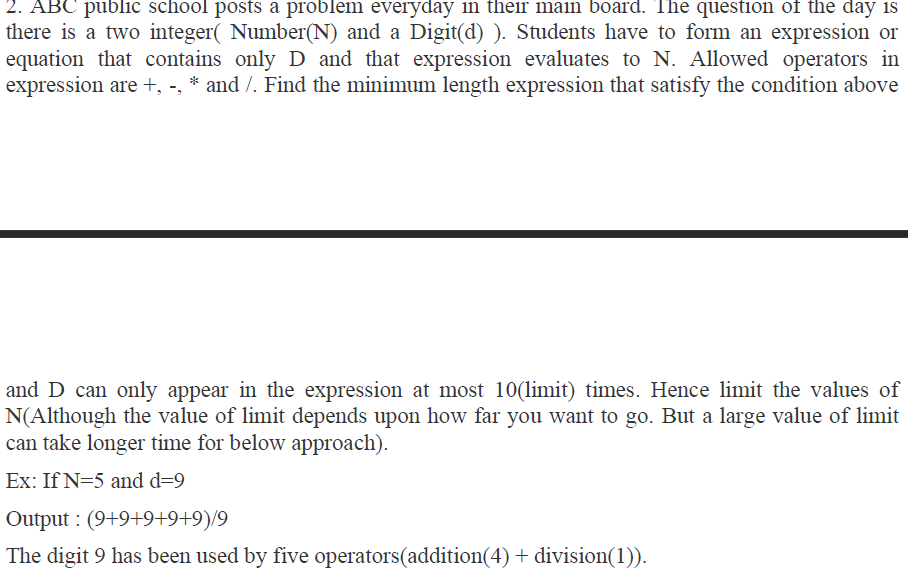 2. ABC public school posts a problem everyday in their main board. The question of the day is
there is a two integer( Number(N) and a Digit(d) ). Students have to form an expression or
equation that contains only D and that expression evaluates to N. Allowed operators in
expression are +, -, * and /. Find the minimum length expression that satisfy the condition above
and D can only appear in the expression at most 10(limit) times. Hence limit the values of
N(Although the value of limit depends upon how far you want to go. But a large value of limit
can take longer time for below approach).
Ex: If N=5 and d=9
Output : (9+9+9+9+9)/9
The digit 9 has been used by five operators(addition(4) + division(1)).